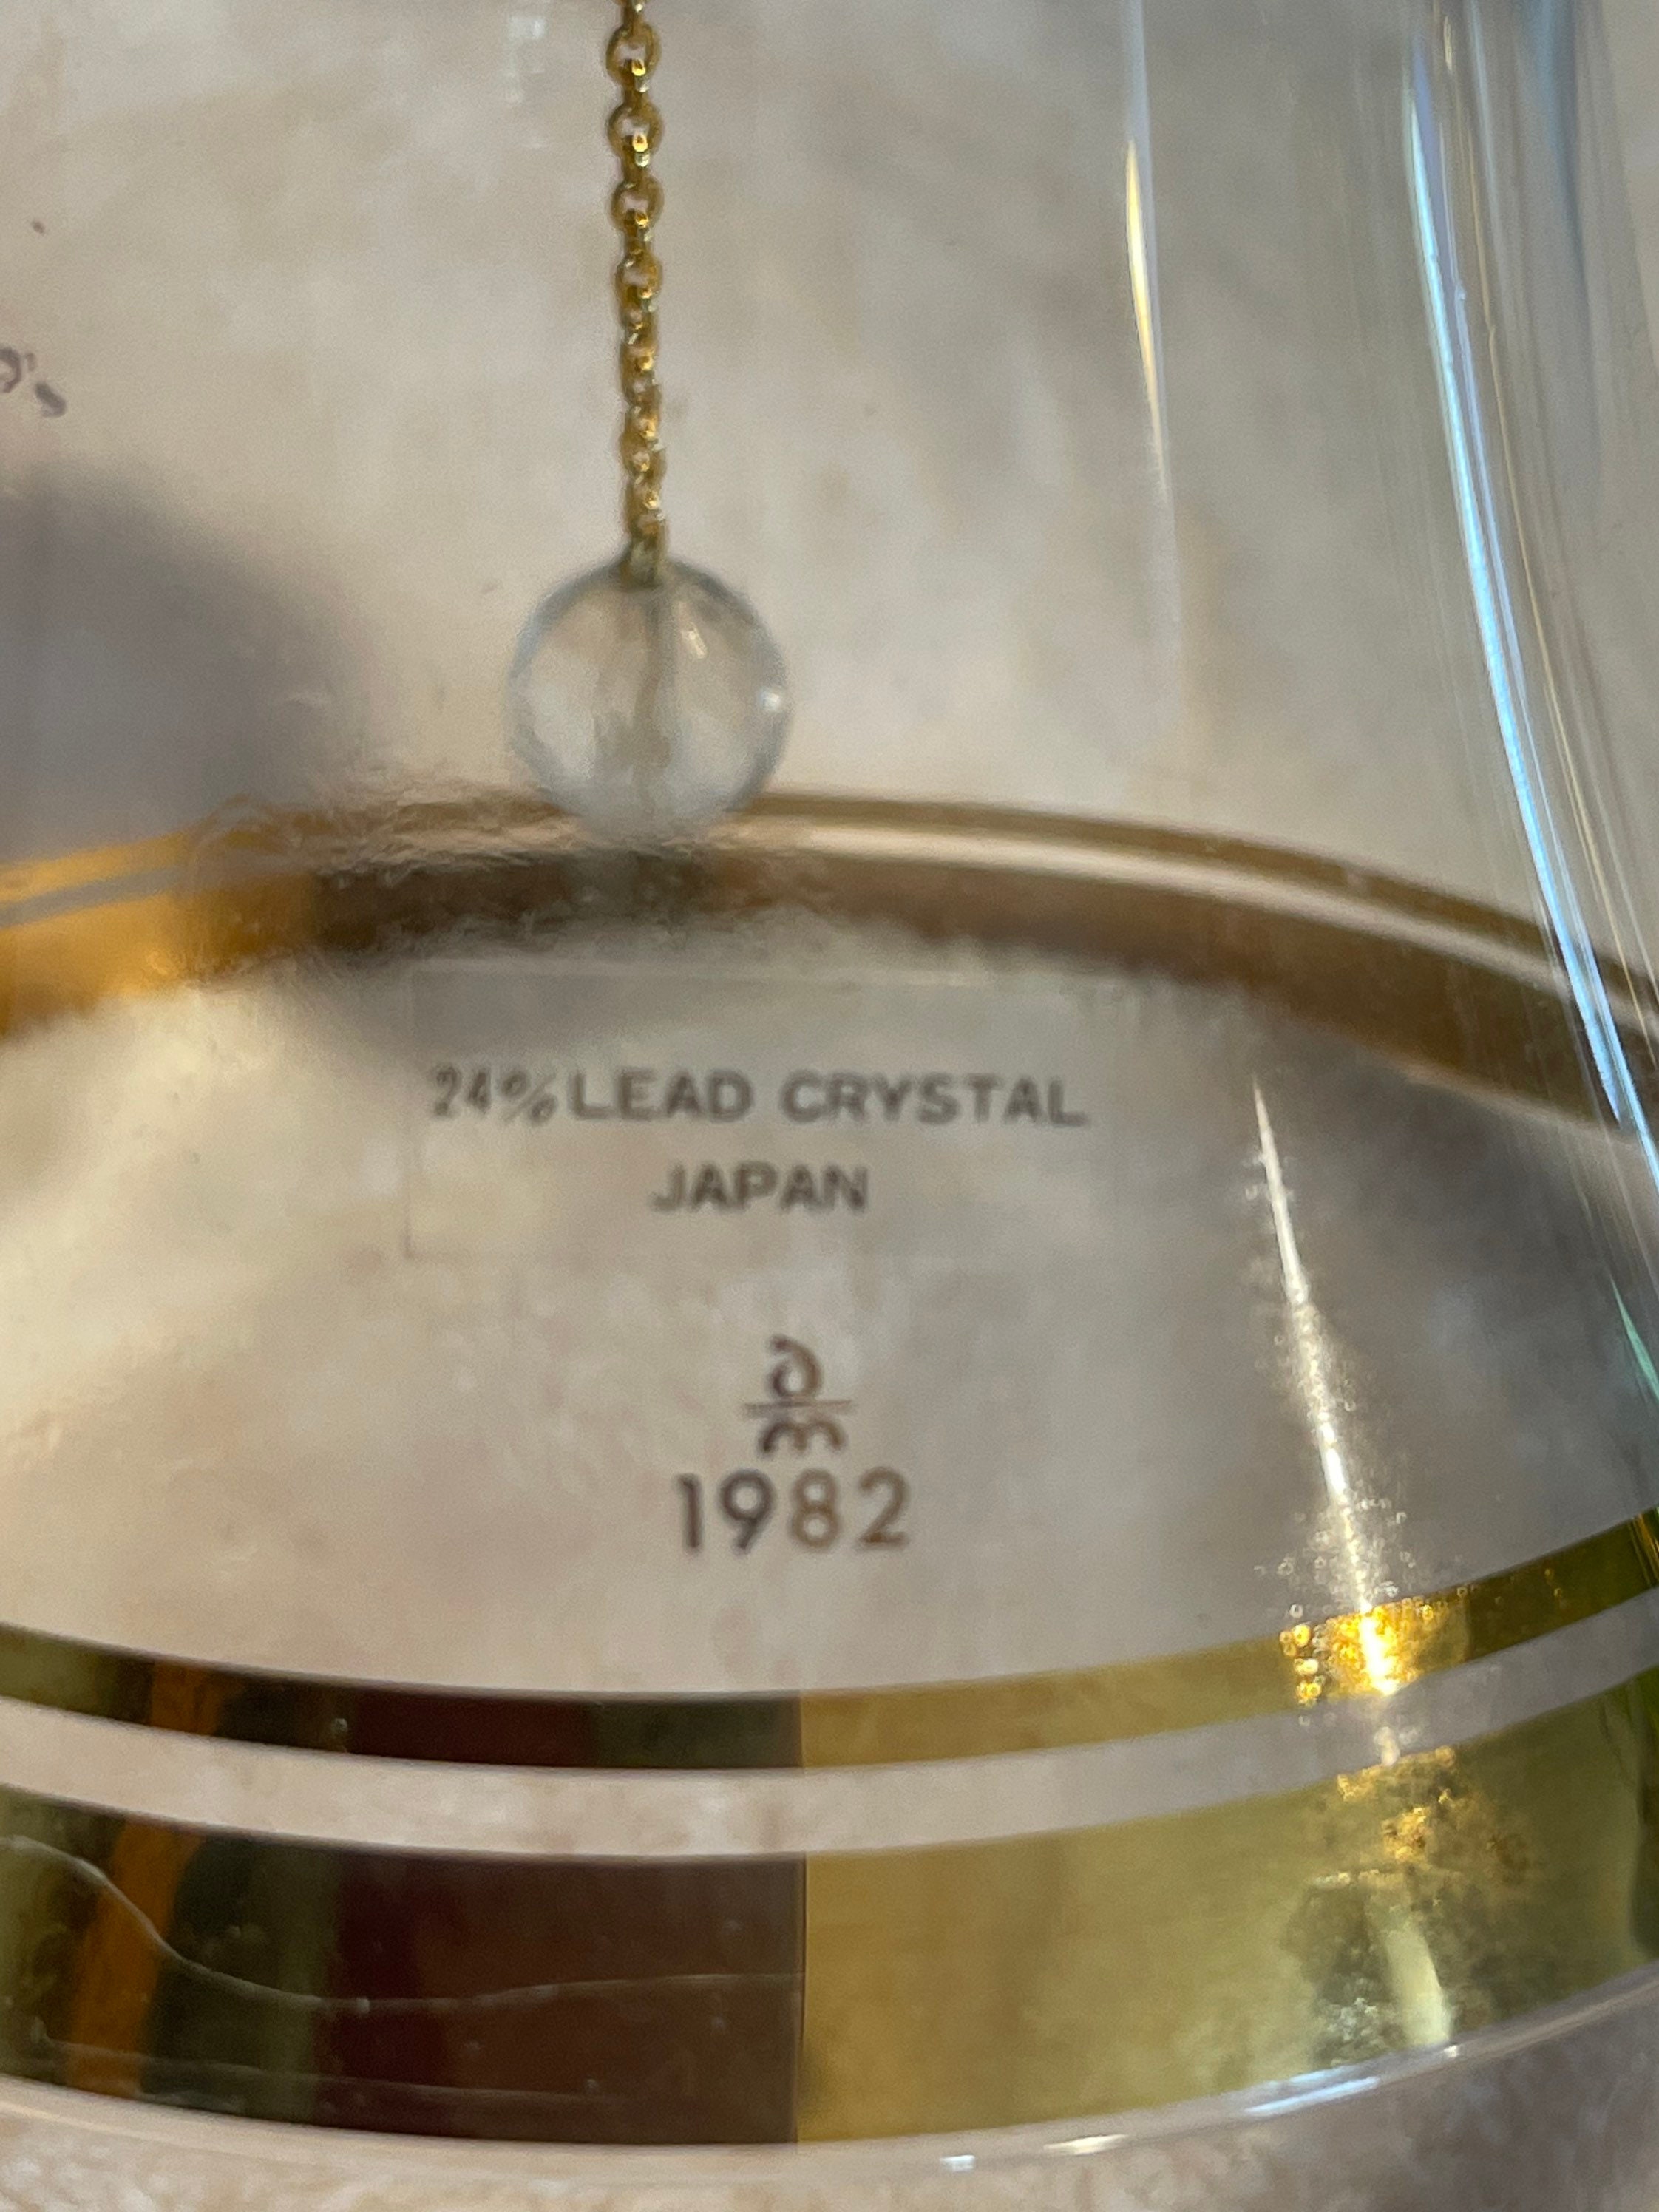 24% LEAD CRYSTAL
JAPAN
1982